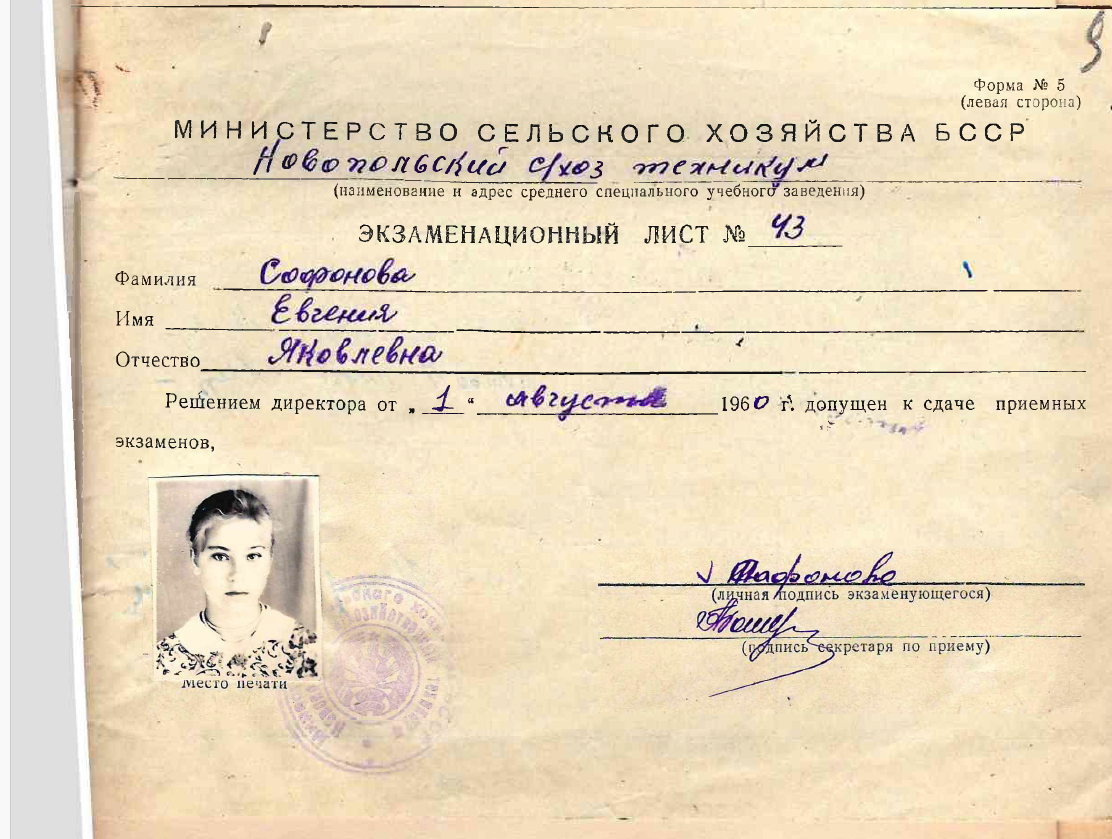 9
Форма № 5
(левая сторона)
МИНИСТЕРСТВО СЕЛЬСКОГО ХОЗЯЙСТВА БССР
Новопольский с/хоз техникум
(наименование и адрес среднего специального учебного заведения)
ЭКЗАМЕНАЦИОННЫЙ ЛИСТ № 43
Фамилия Софонова
Имя Евгения
Отчество Яковлевна
Решением директора от „ 1 “ августа 1960 г. допущен к сдаче приемных
экзаменов,
(личная подпись экзаменующегося)
(подпись секретаря по приему)
Место печати